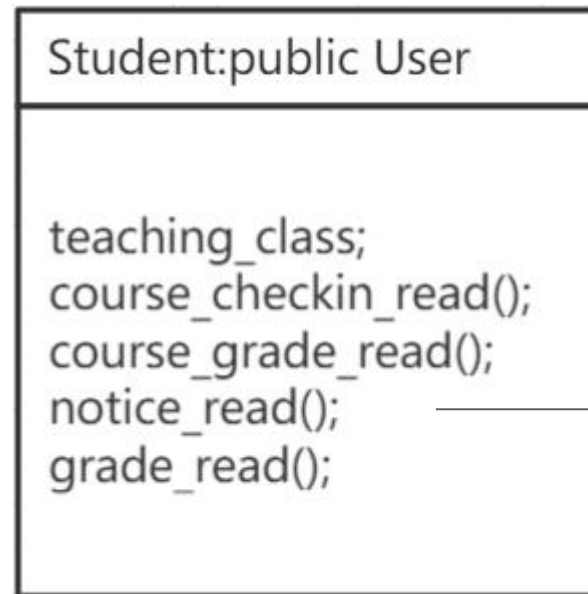 Student:public User
teaching_class;
course_checkin_read();
course_grade_read();
notice_read();
grade_read();